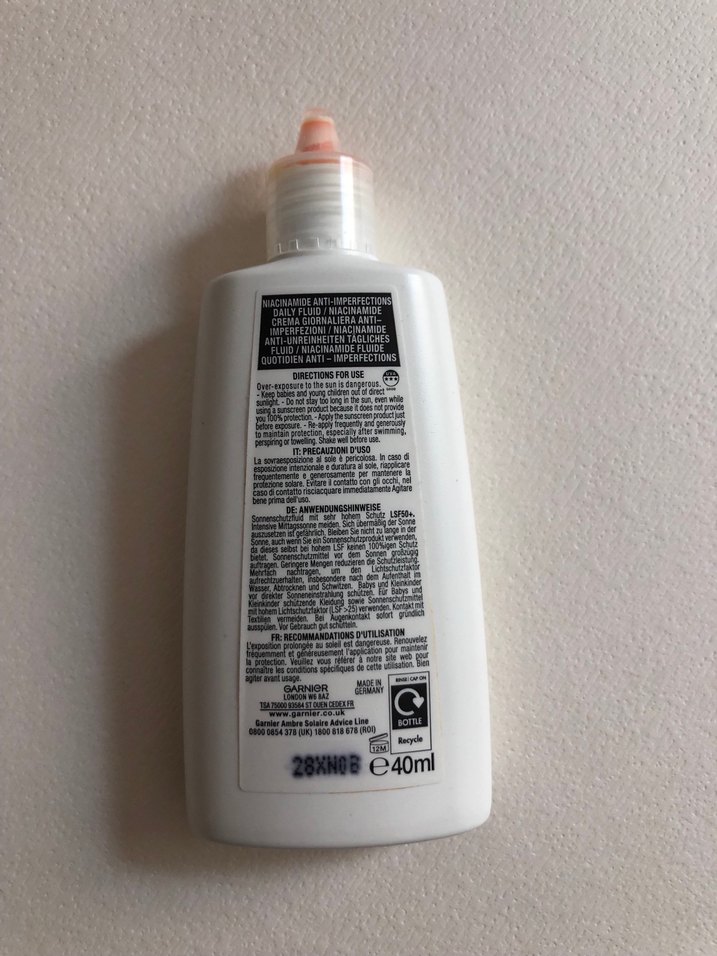 NIACINAMIDE ANTI-IMPERFECTIONS
DAILY FLUID / NIACINAMIDE
CREMA GIORNALIERA ANTI–
IMPERFEZIONI / NIACINAMIDE
ANTI-UNREINHEITEN TÄGLICHES
FLUID / NIACINAMIDE FLUIDE
QUOTIDIEN ANTI – IMPERFECTIONS
DIRECTIONS FOR USE
Over-exposure to the sun is dangerous.
- Keep babies and young children out of direct
sunlight. - Do not stay too long in the sun, even while
using a sunscreen product because it does not provide
you 100% protection. - Apply the sunscreen product just
before exposure. - Re-apply frequently and generously
to maintain protection, especially after swimming,
perspiring or towelling. Shake well before use.
IT: PRECAUZIONI D'USO
La sovraesposizione al sole è pericolosa. In caso di
esposizione intenzionale e duratura al sole, riapplicare
frequentemente e generosamente per mantenere la
protezione solare. Evitare il contatto con gli occhi, nel
caso di contatto risciacquare immediatamente Agitare
bene prima dell'uso.
DE: ANWENDUNGSHINWEISE
Sonnenschutzfluid mit sehr hohem Schutz LSF50+.
Intensive Mittagssonne meiden. Sich übermäßig der Sonne
auszusetzen ist gefährlich. Bleiben Sie nicht zu lange in der
Sonne, auch wenn Sie ein Sonnenschutzprodukt verwenden,
da dieses selbst bei hohem LSF keinen 100%igen Schutz
bietet. Sonnenschutzmittel vor dem Sonnen großzügig
auftragen. Geringere Mengen reduzieren die Schutzleistung.
Mehrfach nachtragen, um den Lichtschutzfaktor
aufrechtzuerhalten, insbesondere nach dem Aufenthalt im
Wasser, Abtrocknen und Schwitzen. Babys und Kleinkinder
vor direkter Sonneneinstrahlung schützen. Für Babys und
Kleinkinder schützende Kleidung sowie Sonnenschutzmittel
mit hohem Lichtschutzfaktor (LSF >25) verwenden. Kontakt mit
Textilien vermeiden. Bei Augenkontakt sofort gründlich
ausspülen. Vor Gebrauch gut schütteln.
FR: RECOMMANDATIONS D'UTILISATION
L'exposition prolongée au soleil est dangereuse. Renouvelez
fréquemment et généreusement l'application pour maintenir
la protection. Veuillez vous référer à notre site web pour
connaître les conditions spécifiques de cette utilisation. Bien
agiter avant usage.
GARNIER
LONDON W6 8AZ
TSA 75000 93584 ST OUEN CEDEX FR
www.garnier.co.uk
Garnier Ambre Solaire Advice Line
0800 0854 378 (UK) 1800 818 678 (ROI)
MADE IN
GERMANY
RINSE / CAP ON
BOTTLE
Recycle
12M
28XN0B
e40ml